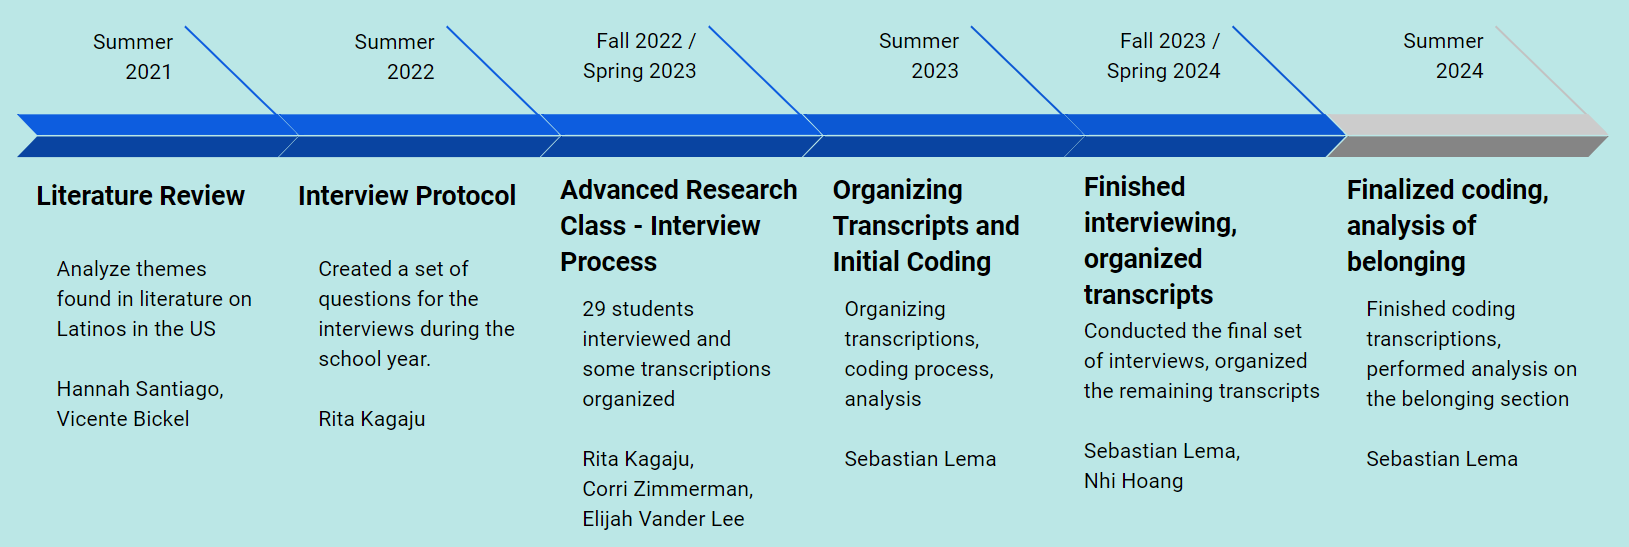 Summer
2021
Literature Review
Analyze themes
found in literature on
Latinos in the US
Hannah Santiago,
Vicente Bickel
Summer
2022
Interview Protocol
Created a set of
questions for the
interviews during the
school year.
Rita Kagaju
Fall 2022 /
Spring 2023
Advanced Research
Class - Interview
Process
29 students
interviewed and
some transcriptions
organized
Rita Kagaju,
Corri Zimmerman,
Elijah Vander Lee
Summer
2023
Organizing
Transcripts and
Initial Coding
Organizing
transcriptions,
coding process,
analysis
Sebastian Lema
Fall 2023 /
Spring 2024
Finished
interviewing,
organized
transcripts
Conducted the final set
of interviews, organized
the remaining transcripts
Sebastian Lema,
Nhi Hoang
Summer
2024
Finalized coding,
analysis of
belonging
Finished coding
transcriptions,
performed analysis on
the belonging section
Sebastian Lema